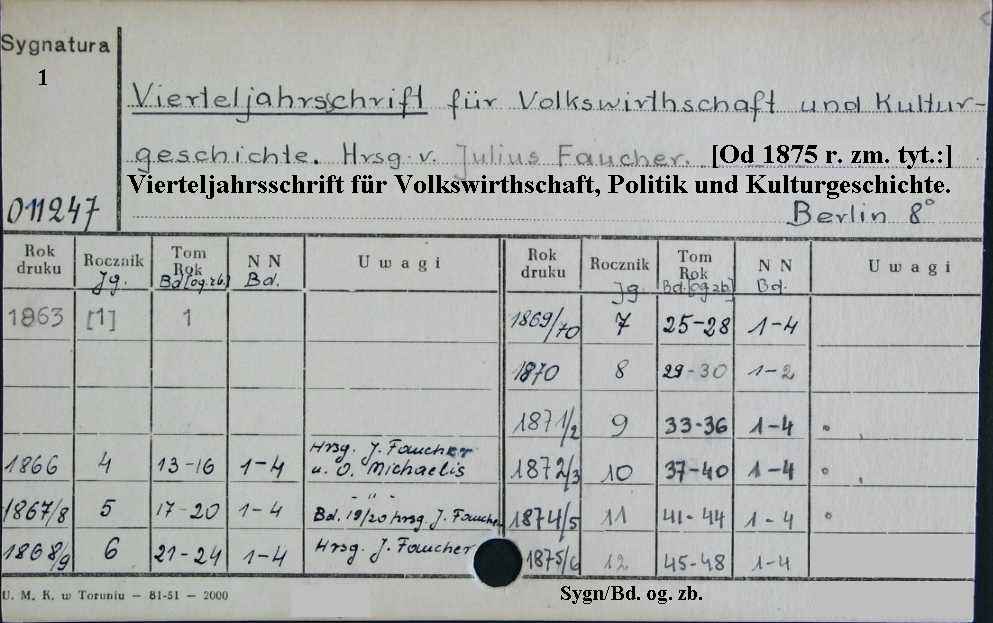 Sygnatura
1
Vierteljahrsschrift für Volkswirthschaft und Kultur-
geschichte. Hrsg. v. Julius Faucher. [Od 1875 r. zm. tyt.:]
Vierteljahrsschrift für Volkswirthschaft, Politik und Kulturgeschichte.
011247
Berlin 8°
Rok druku Rocznik Jg. Tom Rok Bd[og.zb.] N N Bd. Uwagi Rok druku Rocznik Jg. Tom Rok Bd.[og.zb] N N Bd. Uwagi
1863 [1] 1 1869/70 7 25-28 1-4
1870 8 29-30 1-2
1871/2 9 33-36 1-4
1866 4 13-16 1-4 Hrsg. J. Faucher u. O. Michaelis 1872/3 10 37-40 1-4
1867/8 5 17-20 1-4 - " - Bd. 19/20 hrsg. J. Faucher 1874/5 11 41-44 1-4
1868/9 6 21-24 1-4 Hrsg. J. Faucher 1875/6 12 45-48 1-4
U. M. K. w Toruniu — 81-51 — 2000
Sygn/Bd. og. zb.